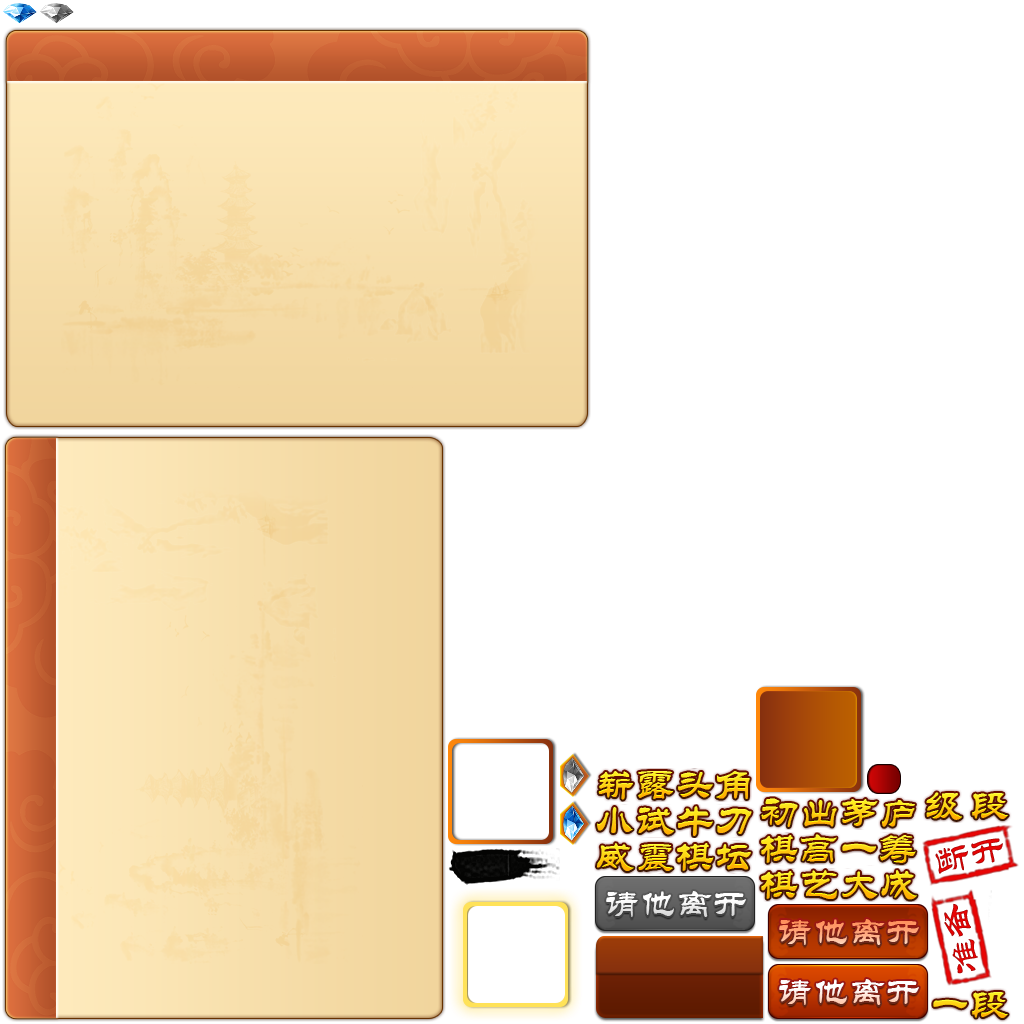 崭露头角
小试牛刀
威震棋坛
初出茅庐
棋高一筹
棋艺大成
级 段
断开
准备
请他离开
请他离开
请他离开
一段